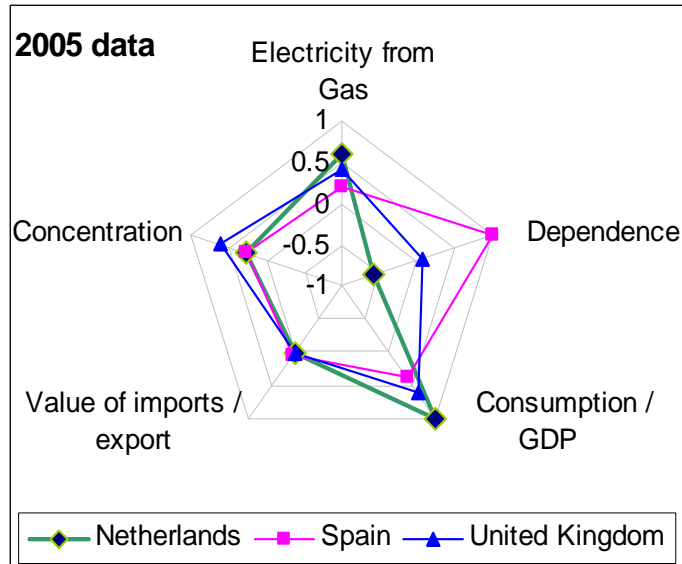 2005 data
Electricity from
Gas
1
0.5
0
-0.5
-1
Concentration
Dependence
Value of imports /
export
Consumption /
GDP
Netherlands
Spain
United Kingdom